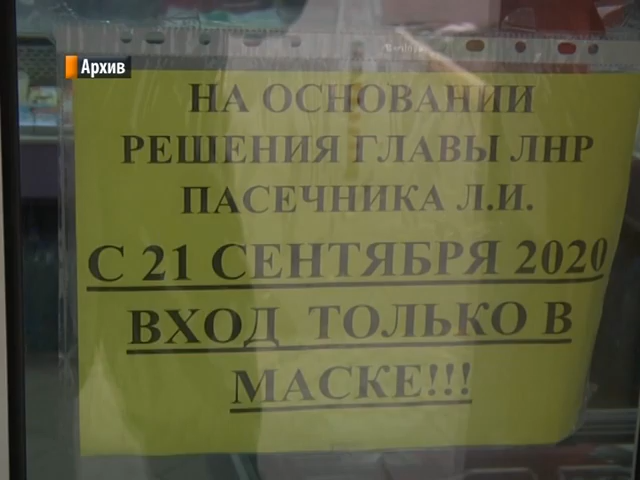 Архив
НА ОСНОВАНИИ
РЕШЕНИЯ ГЛАВЫ ЛНР
ПАСЕЧНИКА Л.И.
С 21 СЕНТЯБРЯ 2020
ВХОД ТОЛЬКО В
МАСКЕ!!!